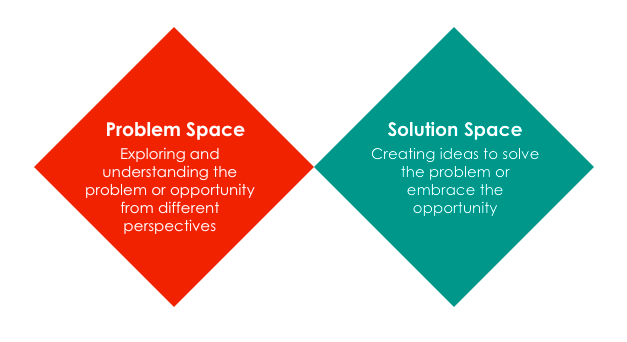 Problem Space
Exploring and
understanding the
problem or opportunity
from different
perspectives
Solution Space
Creating ideas to solve
the problem or
embrace the
opportunity